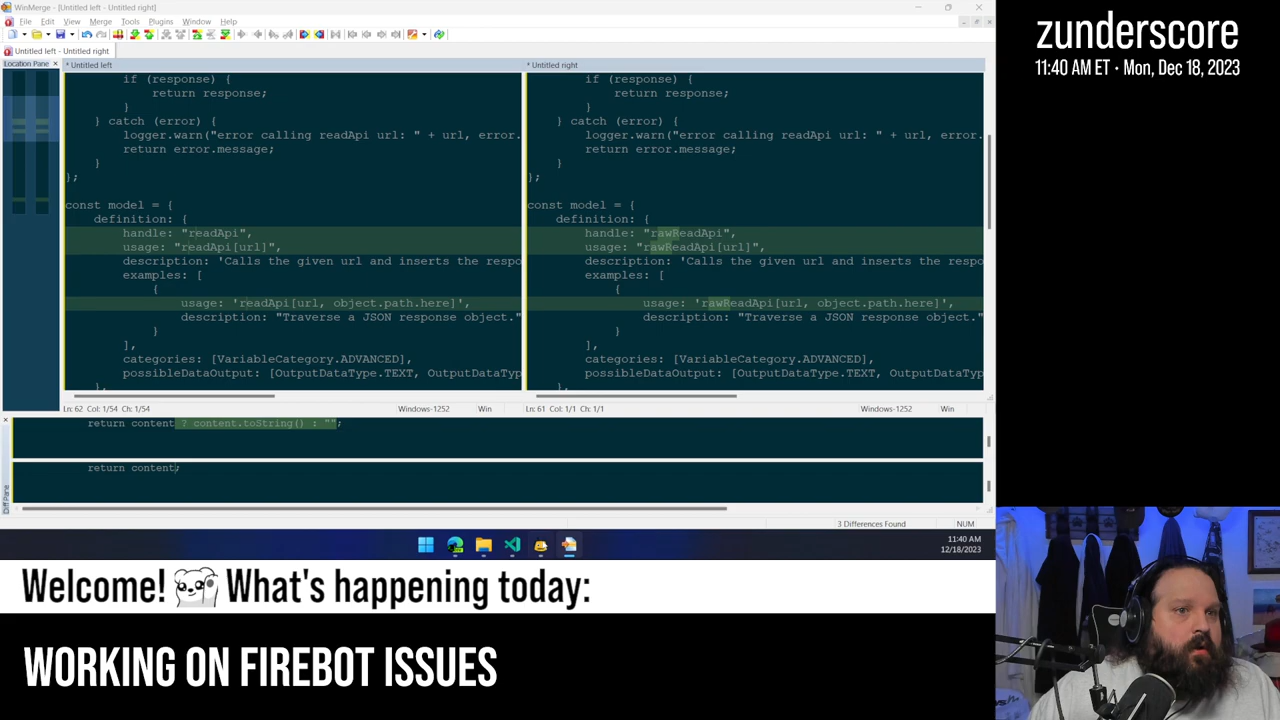 WinMerge - [Untitled left - Untitled right]
File Edit View Merge Tools Plugins Window Help
Untitled left - Untitled right
Location Pane
* Untitled left
if (response) {
return response;
}
} catch (error) {
logger.warn("error calling readApi url: " + url, error.
return error.message;
}
};
const model = {
definition: {
handle: "readApi",
usage: "readApi[url]",
description: 'Calls the given url and inserts the respo
examples: [
{
usage: 'readApi[url, object.path.here]',
description: "Traverse a JSON response object."
}
],
categories: [VariableCategory.ADVANCED],
possibleDataOutput: [OutputDataType.TEXT, OutputDataTyp
},
Ln: 62 Col: 1/54 Ch: 1/54
Windows-1252
Win
* Untitled right
if (response) {
return response;
}
} catch (error) {
logger.warn("error calling readApi url: " + url, error.
return error.message;
}
};
const model = {
definition: {
handle: "rawReadApi",
usage: "rawReadApi[url]",
description: 'Calls the given url and inserts the respo
examples: [
{
usage: 'rawReadApi[url, object.path.here]',
description: "Traverse a JSON response object."
}
],
categories: [VariableCategory.ADVANCED],
possibleDataOutput: [OutputDataType.TEXT, OutputDataTyp
Ln: 61 Col: 1/1 Ch: 1/1
Windows-1252
Win
Diff Pane
return content ? content.toString() : "";
return content;
3 Differences Found
NUM
11:40 AM
12/18/2023
zunderscore
11:40 AM ET • Mon, Dec 18, 2023
Welcome! What's happening today:
WORKING ON FIREBOT ISSUES